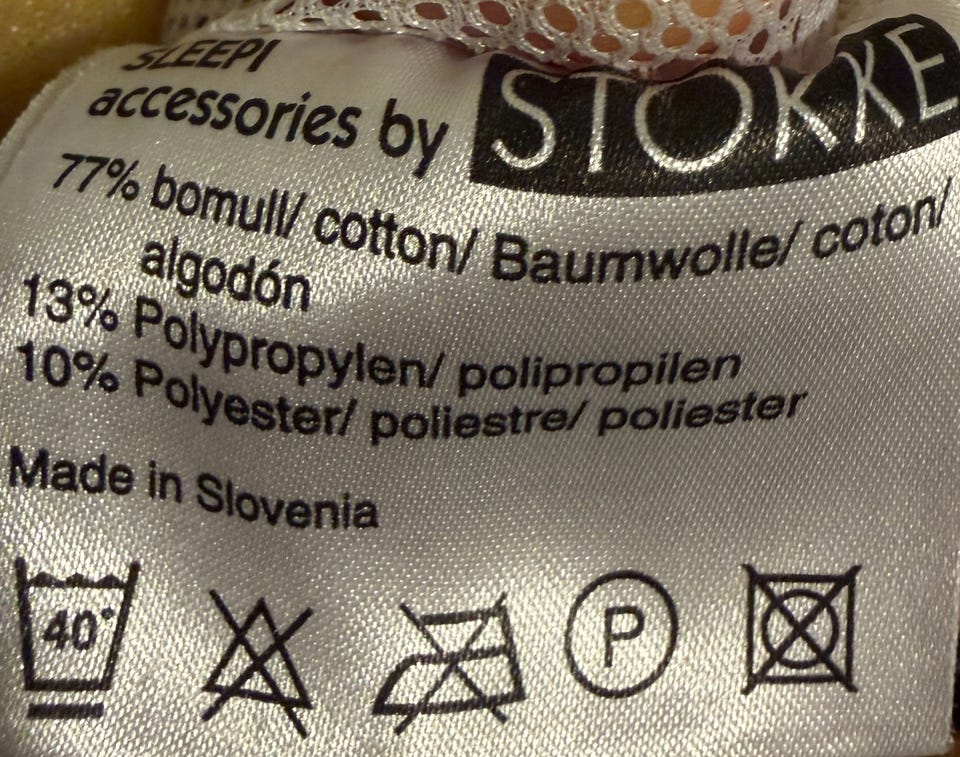 SLEEPI
accessories by STOKKE
77% bomull/ cotton/ Baumwolle/ coton/
algodón
13% Polypropylen/ polipropilen
10% Polyester/ poliestre/ poliester
Made in Slovenia
40° P